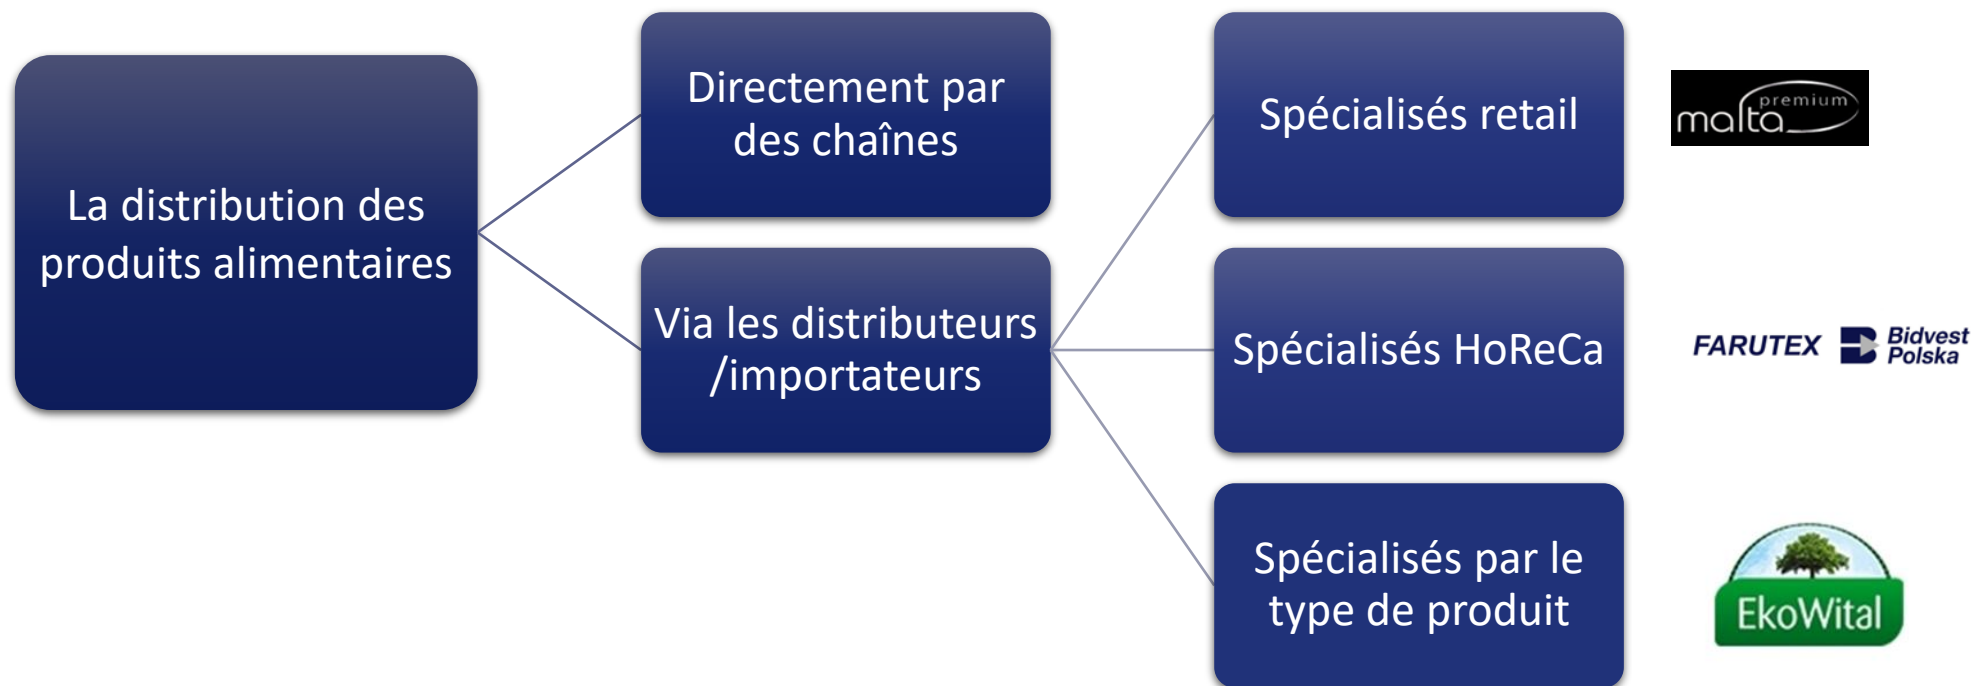 La distribution des
produits alimentaires
Directement par
des chaînes
Via les distributeurs
/importateurs
Spécialisés retail
Spécialisés HoReCa
Spécialisés par le
type de produit
malta premium
FARUTEX Bidvest
Polska
EkoWital